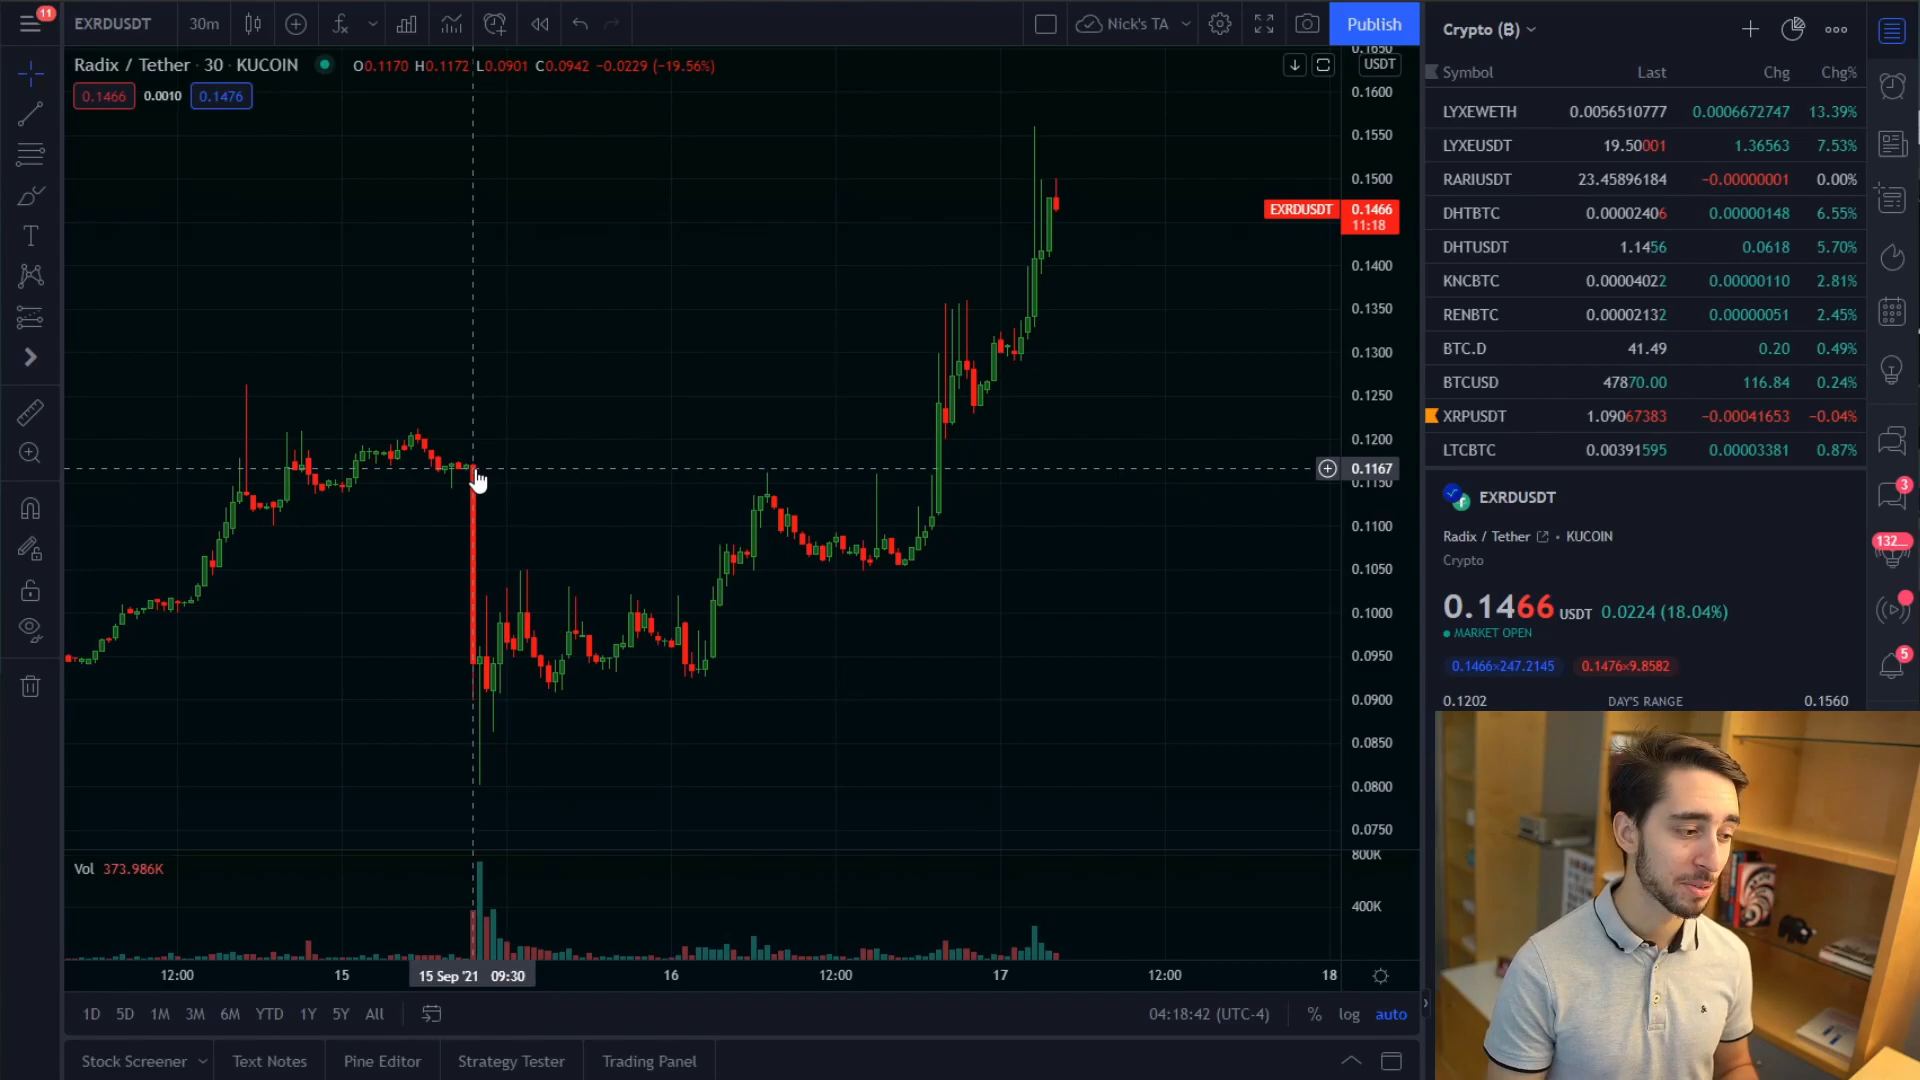 11
EXRDUSDT 30m Nick's TA Publish
Radix / Tether · 30 · KUCOIN O0.1170 H0.1172 L0.0901 C0.0942 −0.0229 (−19.56%)
0.1466 0.0010 0.1476
USDT
0.1650
0.1600
0.1550
0.1500
EXRDUSDT 0.1466
11:18
0.1400
0.1350
0.1300
0.1250
0.1200
0.1167
0.1150
0.1100
0.1050
0.1000
0.0950
0.0900
0.0850
0.0800
0.0750
Vol 373.986K
800K
400K
12:00 15 15 Sep '21 09:30 16 12:00 17 12:00 18
1D 5D 1M 3M 6M YTD 1Y 5Y All 04:18:42 (UTC-4) % log auto
Stock Screener Text Notes Pine Editor Strategy Tester Trading Panel
Crypto (₿)
Symbol Last Chg Chg%
LYXEWETH 0.0056510777 0.0006672747 13.39%
LYXEUSDT 19.50001 1.36563 7.53%
RARIUSDT 23.45896184 −0.00000001 0.00%
DHTBTC 0.00002406 0.00000148 6.55%
DHTUSDT 1.1456 0.0618 5.70%
KNCBTC 0.00004022 0.00000110 2.81%
RENBTC 0.00002132 0.00000051 2.45%
BTC.D 41.49 0.20 0.49%
BTCUSD 47870.00 116.84 0.24%
XRPUSDT 1.09067383 −0.00041653 −0.04%
LTCBTC 0.00391595 0.00003381 0.87%
EXRDUSDT
Radix / Tether • KUCOIN
Crypto
0.1466 USDT 0.0224 (18.04%)
MARKET OPEN
0.1466×247.2145 0.1476×9.8582
0.1202 DAY'S RANGE 0.1560
3
132...
5